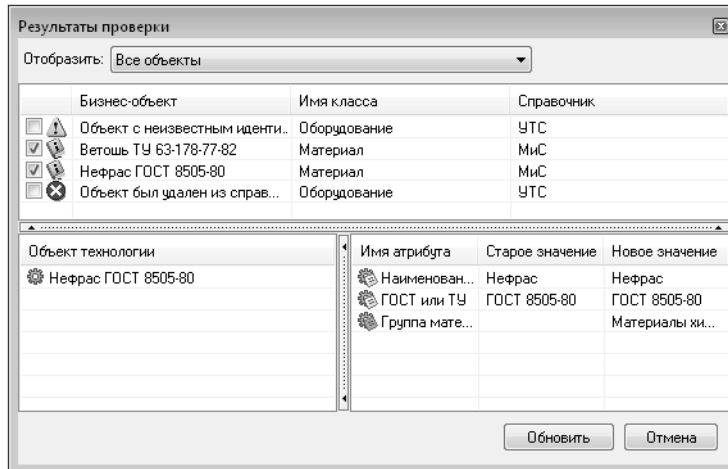 Результаты проверки
Отобразить: Все объекты
Бизнес-объект Имя класса Справочник
Объект с неизвестным иденти.. Оборудование УТС
Ветошь ТУ 63-178-77-82 Материал МиС
Нефрас ГОСТ 8505-80 Материал МиС
Объект был удален из справ... Оборудование УТС
Объект технологии Имя атрибута Старое значение Новое значение
Нефрас ГОСТ 8505-80 Наименован... Нефрас Нефрас
ГОСТ или ТУ ГОСТ 8505-80 ГОСТ 8505-80
Группа мате... Материалы хи...
Обновить Отмена